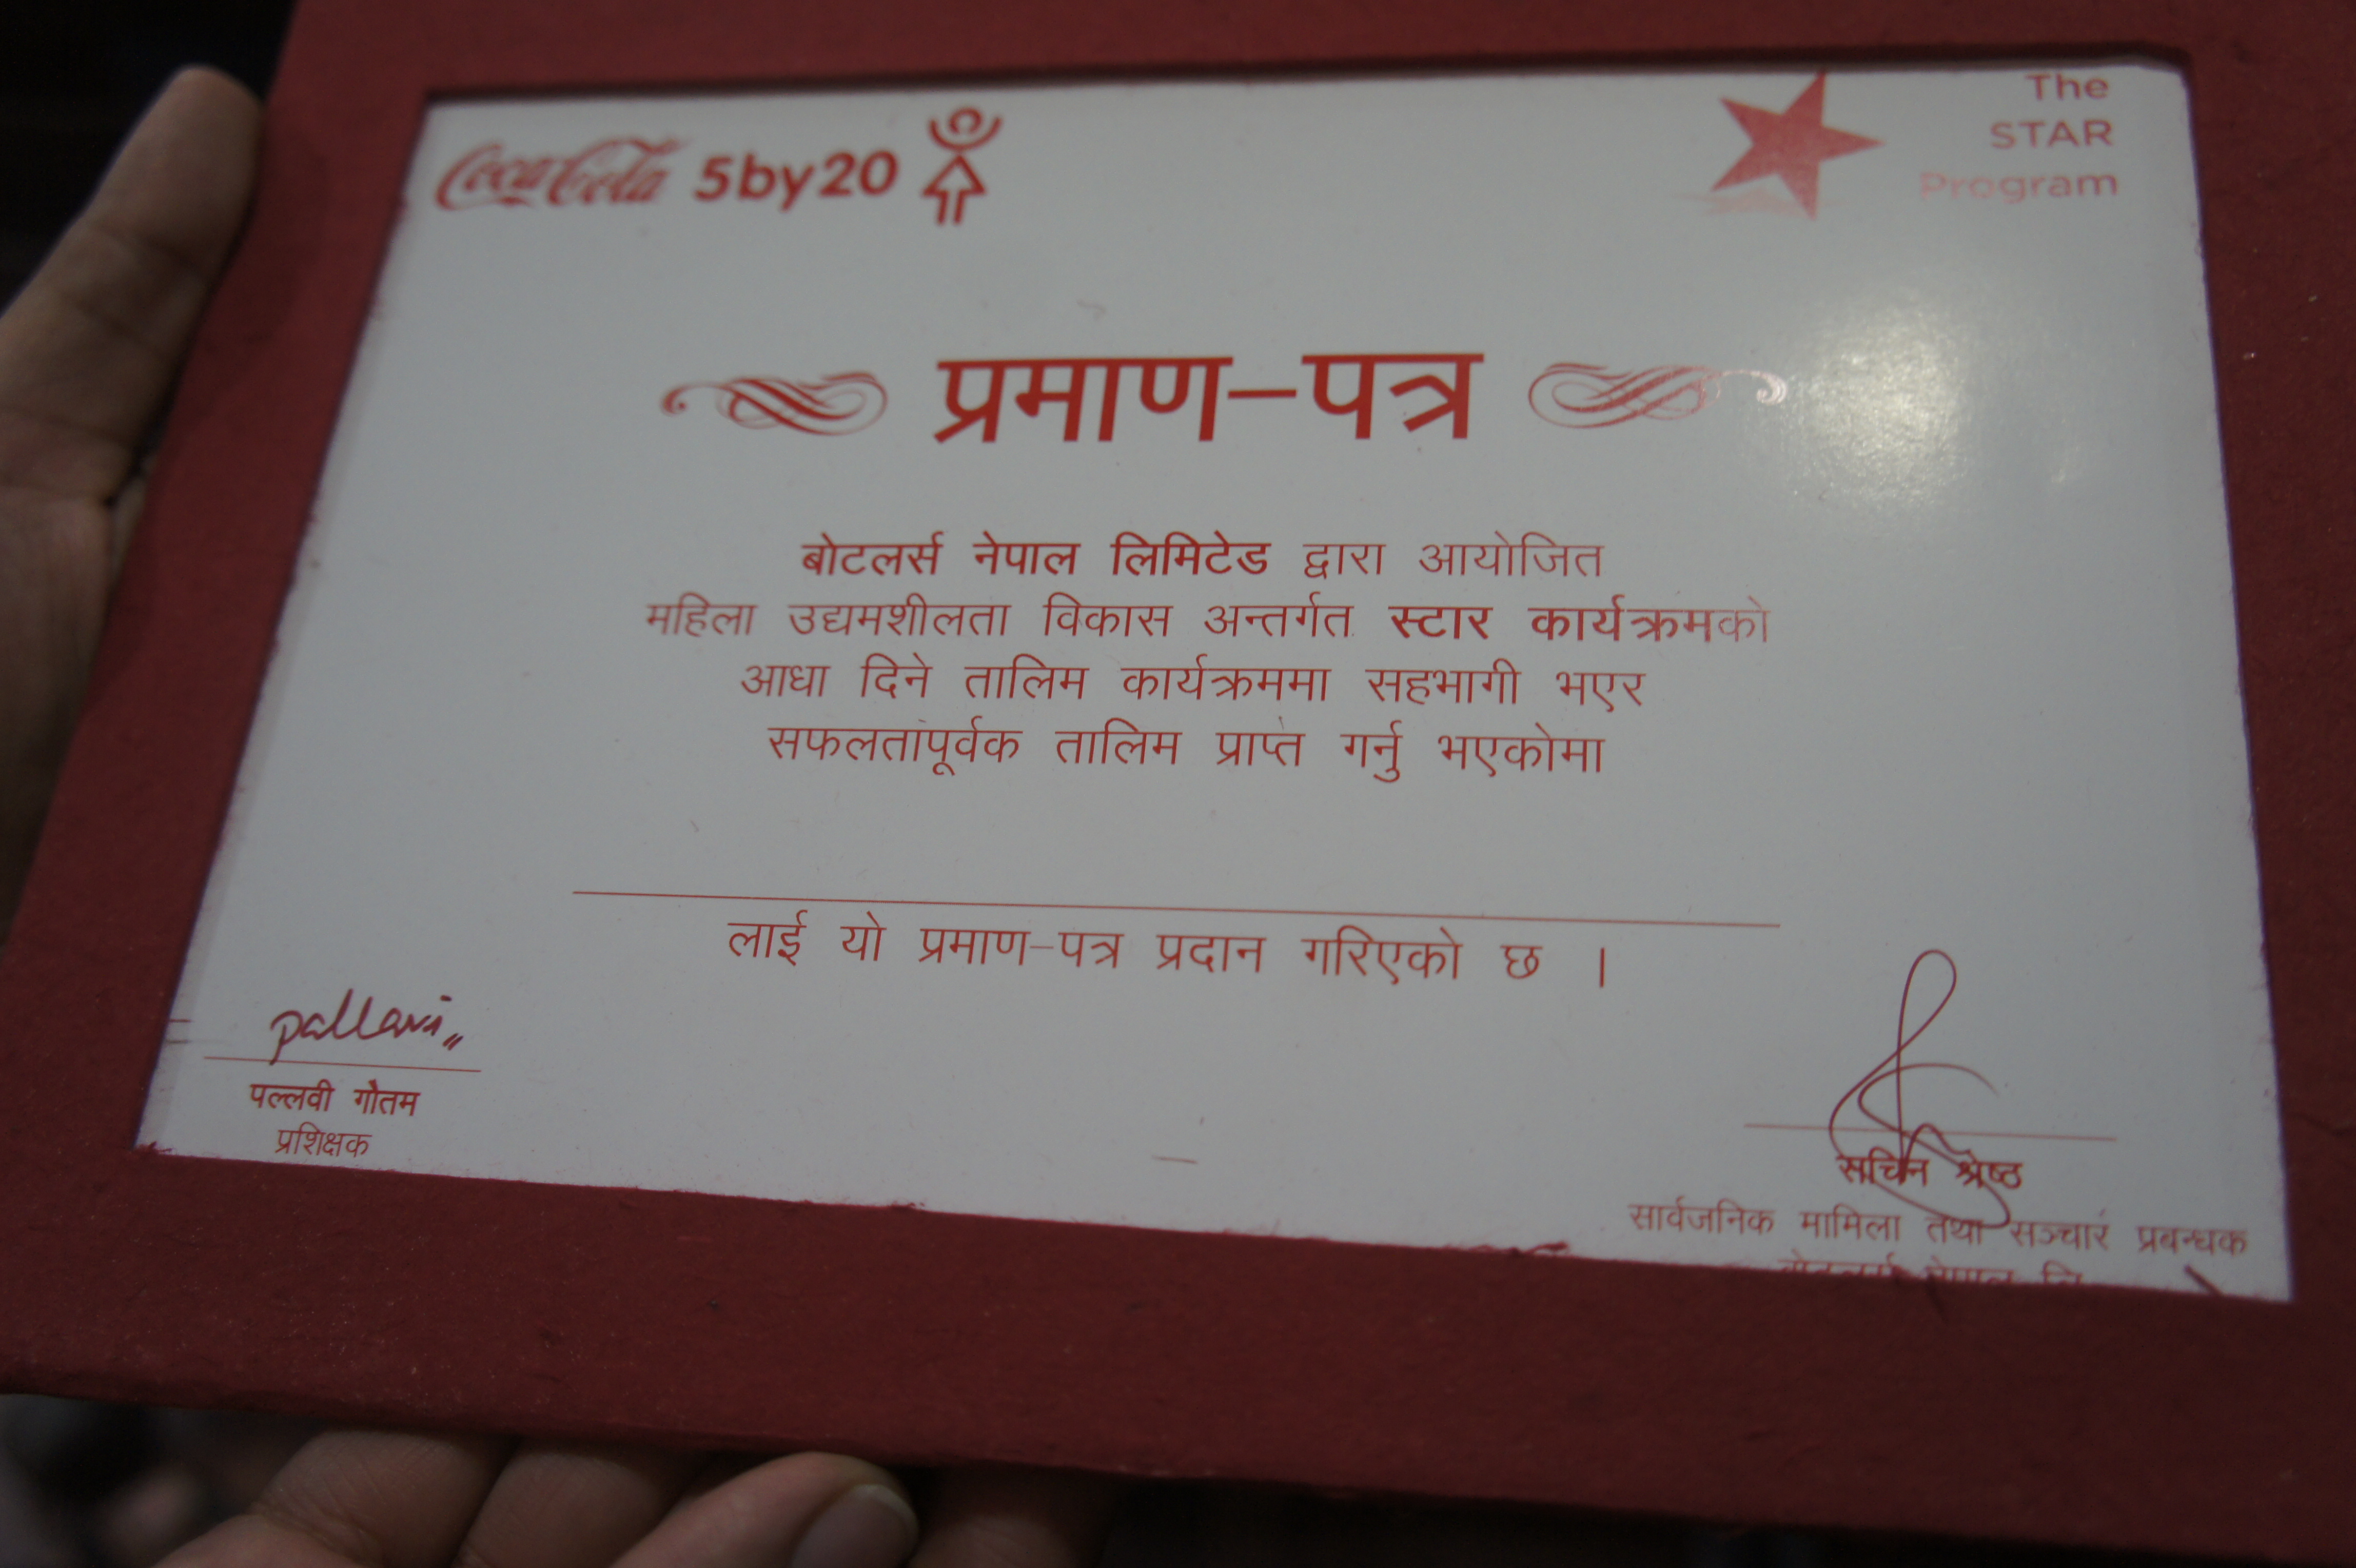 Coca-Cola 5by20
The
STAR
Program
प्रमाण-पत्र
बोटलर्स नेपाल लिमिटेड द्वारा आयोजित
महिला उद्यमशीलता विकास अन्तर्गत स्टार कार्यक्रमको
आधा दिने तालिम कार्यक्रममा सहभागी भएर
सफलतापूर्वक तालिम प्राप्त गर्नु भएकोमा
लाई यो प्रमाण-पत्र प्रदान गरिएको छ ।
pallavi
पल्लवी गौतम
प्रशिक्षक
सचिन श्रेष्ठ
सार्वजनिक मामिला तथा सञ्चार प्रबन्धक